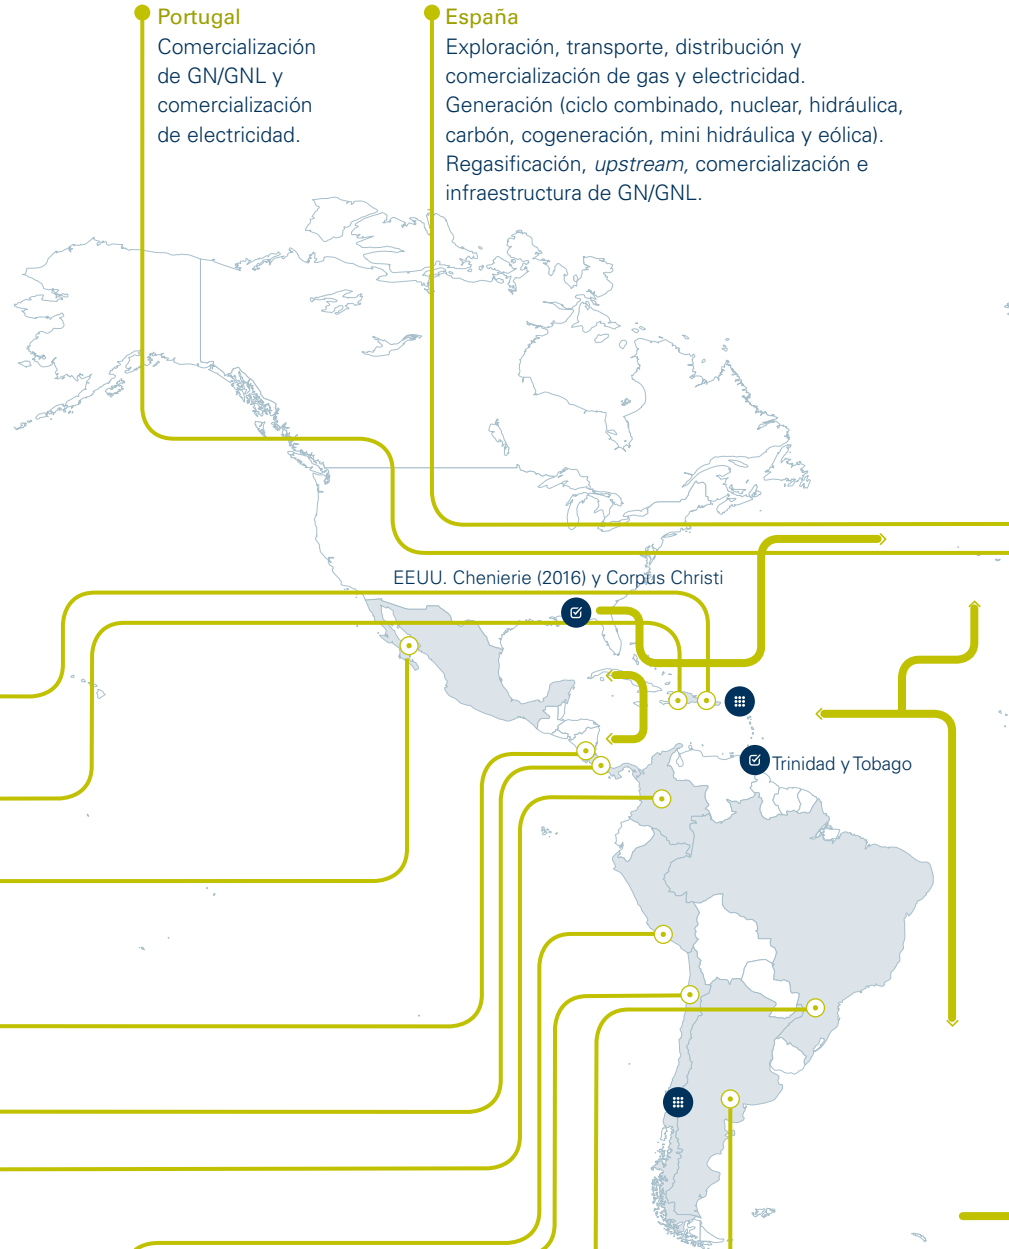 Portugal
Comercialización
de GN/GNL y
comercialización
de electricidad.
España
Exploración, transporte, distribución y
comercialización de gas y electricidad.
Generación (ciclo combinado, nuclear, hidráulica,
carbón, cogeneración, mini hidráulica y eólica).
Regasificación, upstream, comercialización e
infraestructura de GN/GNL.
EEUU. Chenierie (2016) y Corpus Christi
Trinidad y Tobago